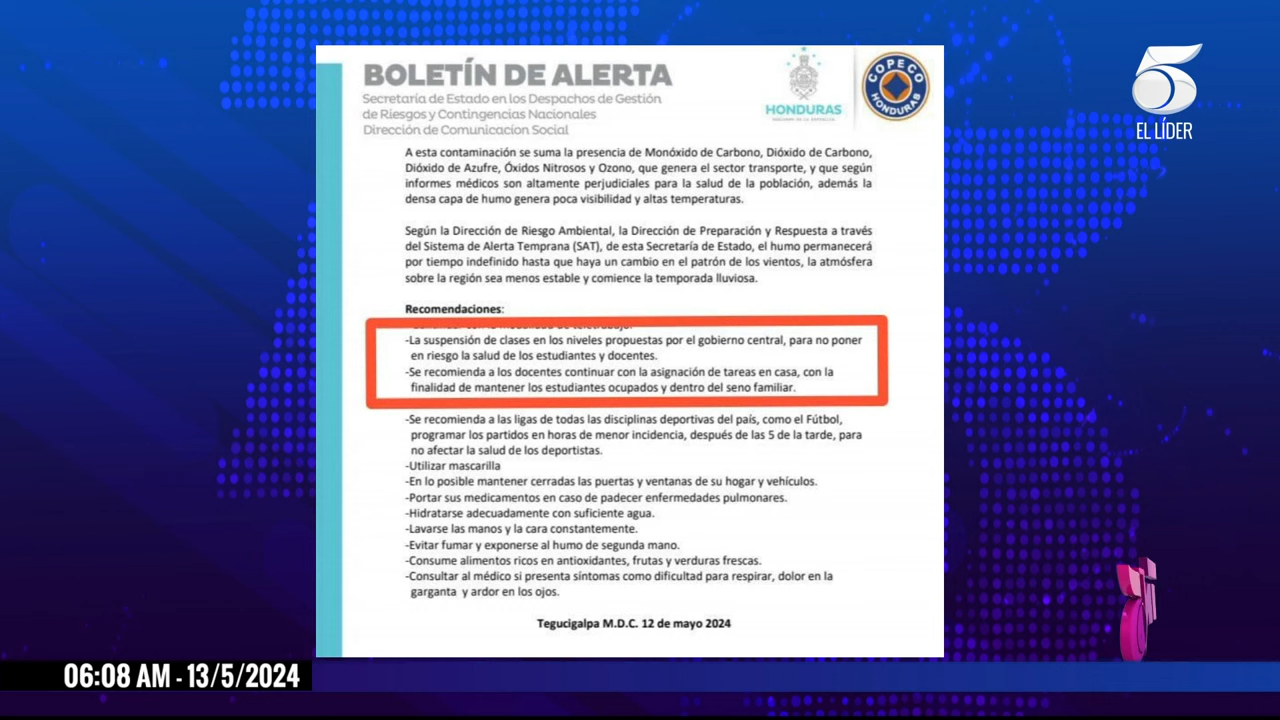 BOLETÍN DE ALERTA
Secretaría de Estado en los Despachos de Gestión
de Riesgos y Contingencias Nacionales
Dirección de Comunicacion Social
HONDURAS
COPECO
HONDURAS
5
EL LÍDER
A esta contaminación se suma la presencia de Monóxido de Carbono, Dióxido de Carbono,
Dióxido de Azufre, Óxidos Nitrosos y Ozono, que genera el sector transporte, y que según
informes médicos son altamente perjudiciales para la salud de la población, además la
densa capa de humo genera poca visibilidad y altas temperaturas.
Según la Dirección de Riesgo Ambiental, la Dirección de Preparación y Respuesta a través
del Sistema de Alerta Temprana (SAT), de esta Secretaría de Estado, el humo permanecerá
por tiempo indefinido hasta que haya un cambio en el patrón de los vientos, la atmósfera
sobre la región sea menos estable y comience la temporada lluviosa.
Recomendaciones:
-La suspensión de clases en los niveles propuestas por el gobierno central, para no poner
en riesgo la salud de los estudiantes y docentes.
-Se recomienda a los docentes continuar con la asignación de tareas en casa, con la
finalidad de mantener los estudiantes ocupados y dentro del seno familiar.
-Se recomienda a las ligas de todas las disciplinas deportivas del país, como el Fútbol,
programar los partidos en horas de menor incidencia, después de las 5 de la tarde, para
no afectar la salud de los deportistas.
-Utilizar mascarilla
-En lo posible mantener cerradas las puertas y ventanas de su hogar y vehículos.
-Portar sus medicamentos en caso de padecer enfermedades pulmonares.
-Hidratarse adecuadamente con suficiente agua.
-Lavarse las manos y la cara constantemente.
-Evitar fumar y exponerse al humo de segunda mano.
-Consume alimentos ricos en antioxidantes, frutas y verduras frescas.
-Consultar al médico si presenta síntomas como dificultad para respirar, dolor en la
garganta y ardor en los ojos.
Tegucigalpa M.D.C. 12 de mayo 2024
06:08 AM - 13/5/2024